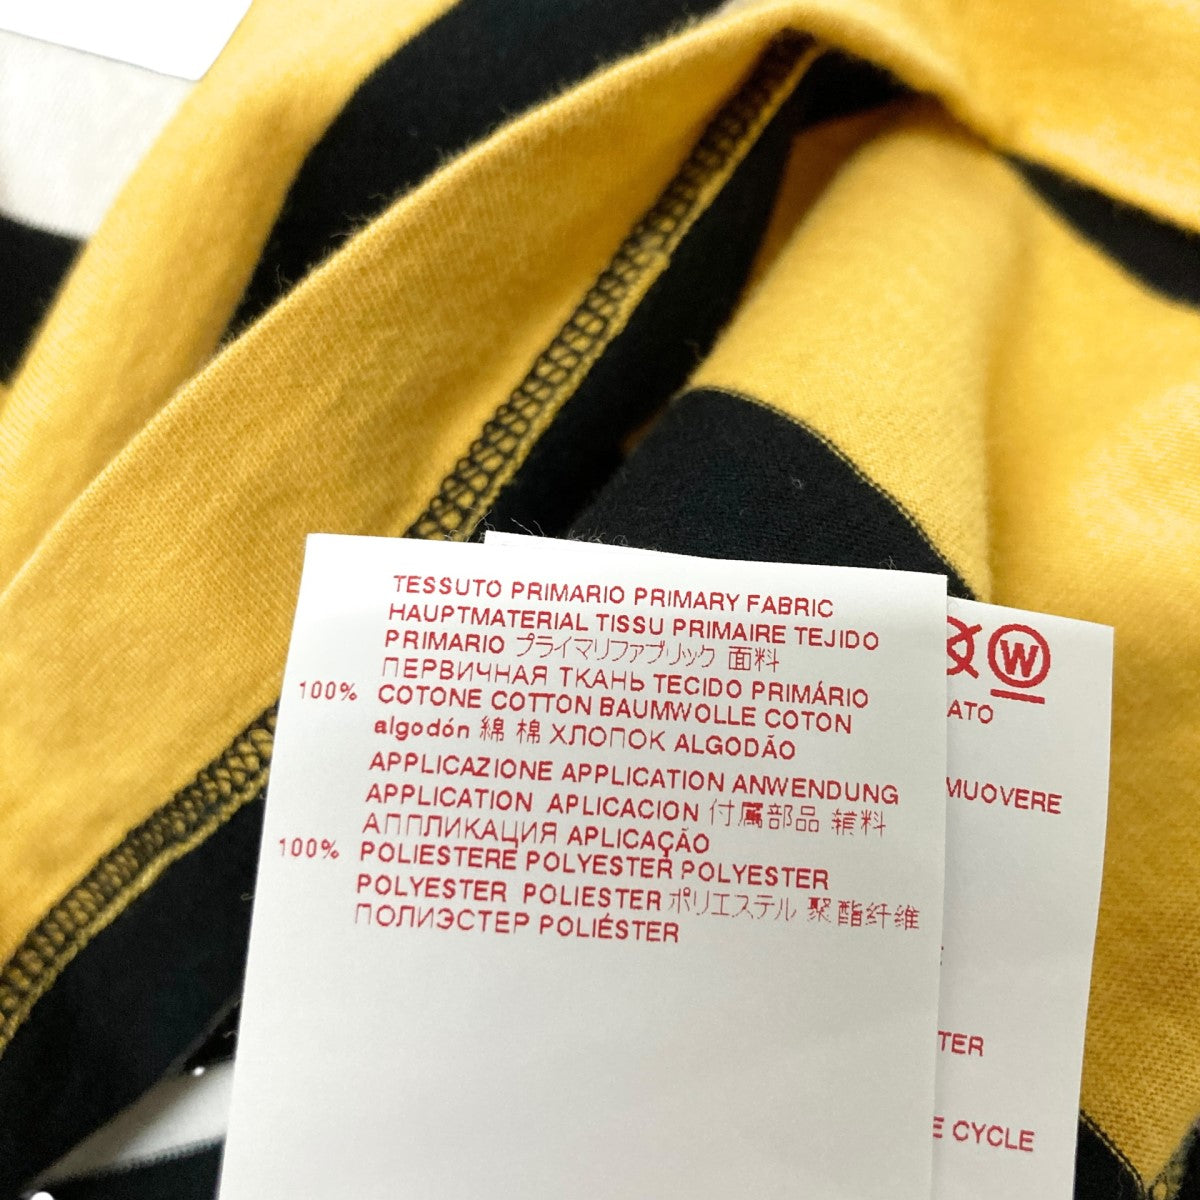 TESSUTO PRIMARIO PRIMARY FABRIC
HAUPTMATERIAL TISSU PRIMAIRE TEJIDO
PRIMARIO プライマリファブリック 面料
ПЕРВИЧНАЯ ТКАНЬ TECIDO PRIMÁRIO
100% COTONE COTTON BAUMWOLLE COTON
algodón 綿 棉 ХЛОПОК ALGODÃO
APPLICAZIONE APPLICATION ANWENDUNG
APPLICATION APLICACION 付属部品 辅料
АППЛИКАЦИЯ APLICAÇÃO
100% POLIESTERE POLYESTER POLYESTER
POLYESTER POLIESTER ポリエステル 聚酯纤维
ПОЛИЭСТЕР POLIÉSTER
W
ATO
MUOVERE
TER
E CYCLE